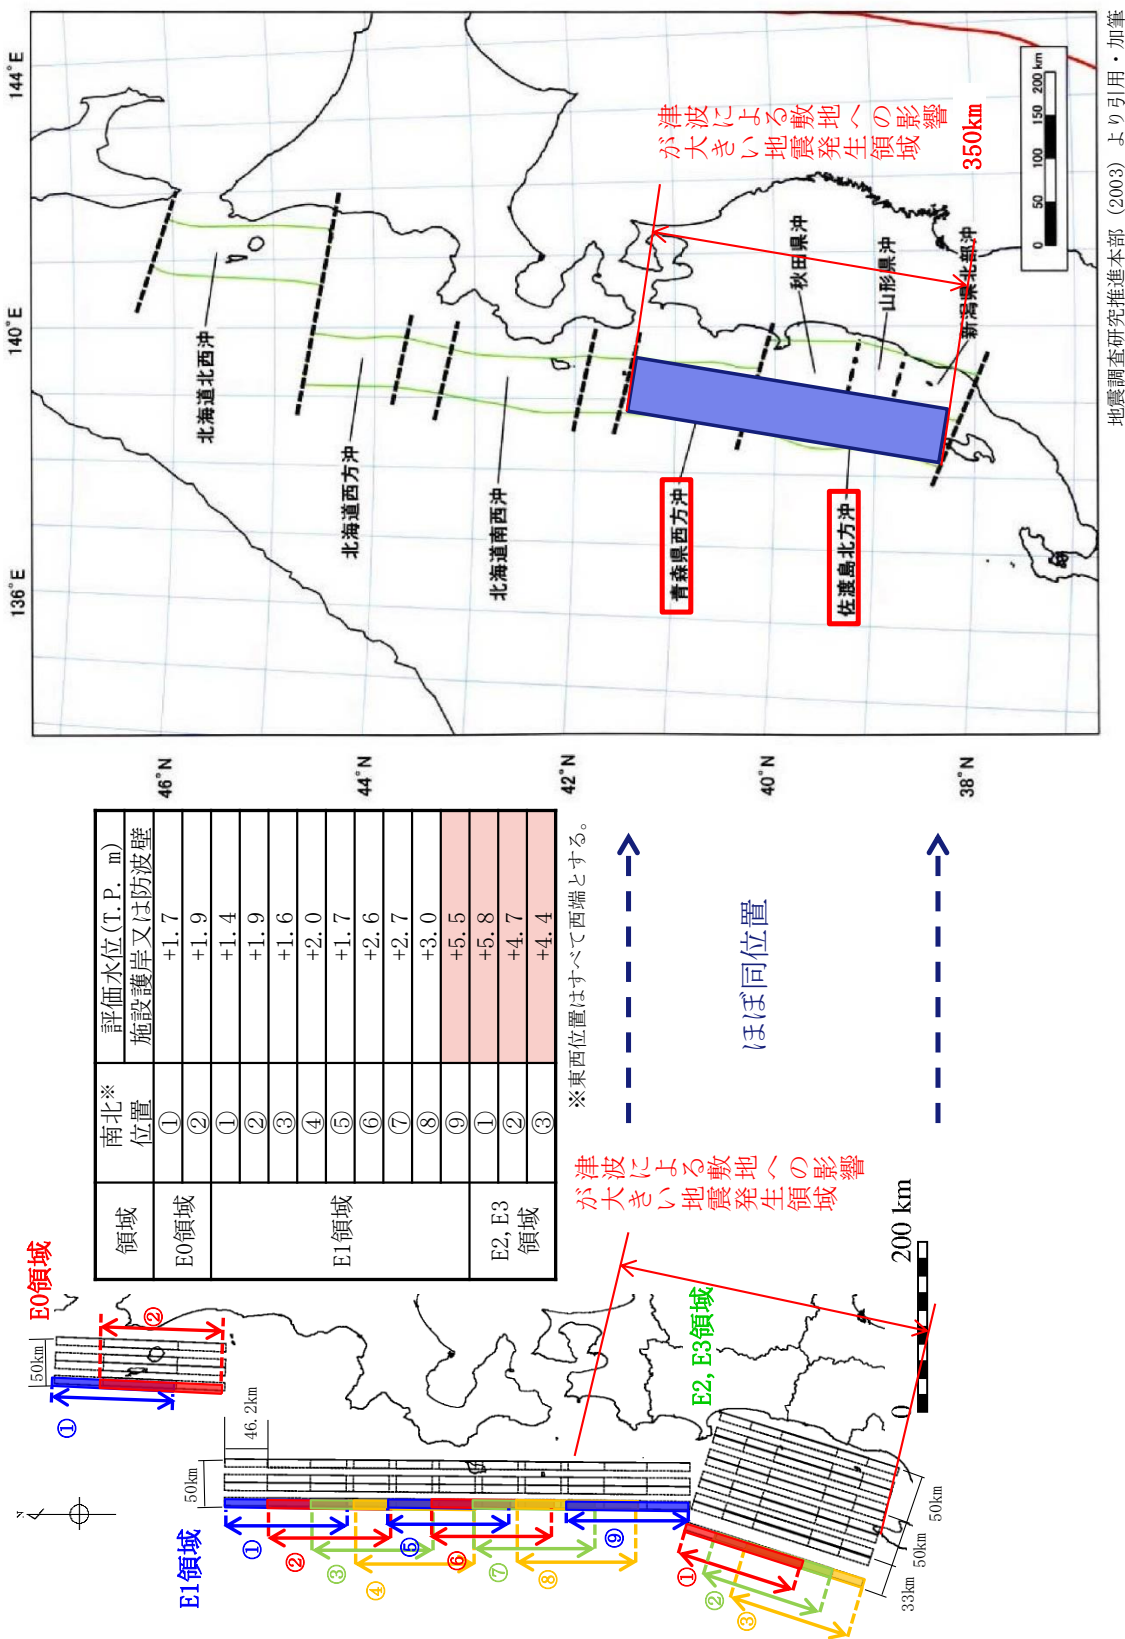 E0領域
50km
①
②
E1領域
50km
46.2km
①
②
③
④
⑤
⑥
⑦
⑧
⑨
E2,E3領域
①
②
③
33km
50km
50km
0
200 km
津波による敷地への影響
が大きい地震発生領域
領域
南北※
位置
評価水位(T.P. m)
施設護岸又は防波壁
E0領域
① +1.7
② +1.9
E1領域
① +1.4
② +1.9
③ +1.6
④ +2.0
⑤ +1.7
⑥ +2.6
⑦ +2.7
⑧ +3.0
⑨ +5.5
E2,E3
領域
① +5.8
② +4.7
③ +4.4
※東西位置はすべて西端とする。
ほぼ同位置
136°E
140°E
144°E
46°N
44°N
42°N
40°N
38°N
北海道北西沖
北海道西方沖
北海道南西沖
青森県西方沖
佐渡島北方沖
秋田県沖
山形県沖
新潟県北部沖
津波による敷地への影響
が大きい地震発生領域
350km
0 50 100 150 200 km
地震調査研究推進本部（2003）より引用・加筆